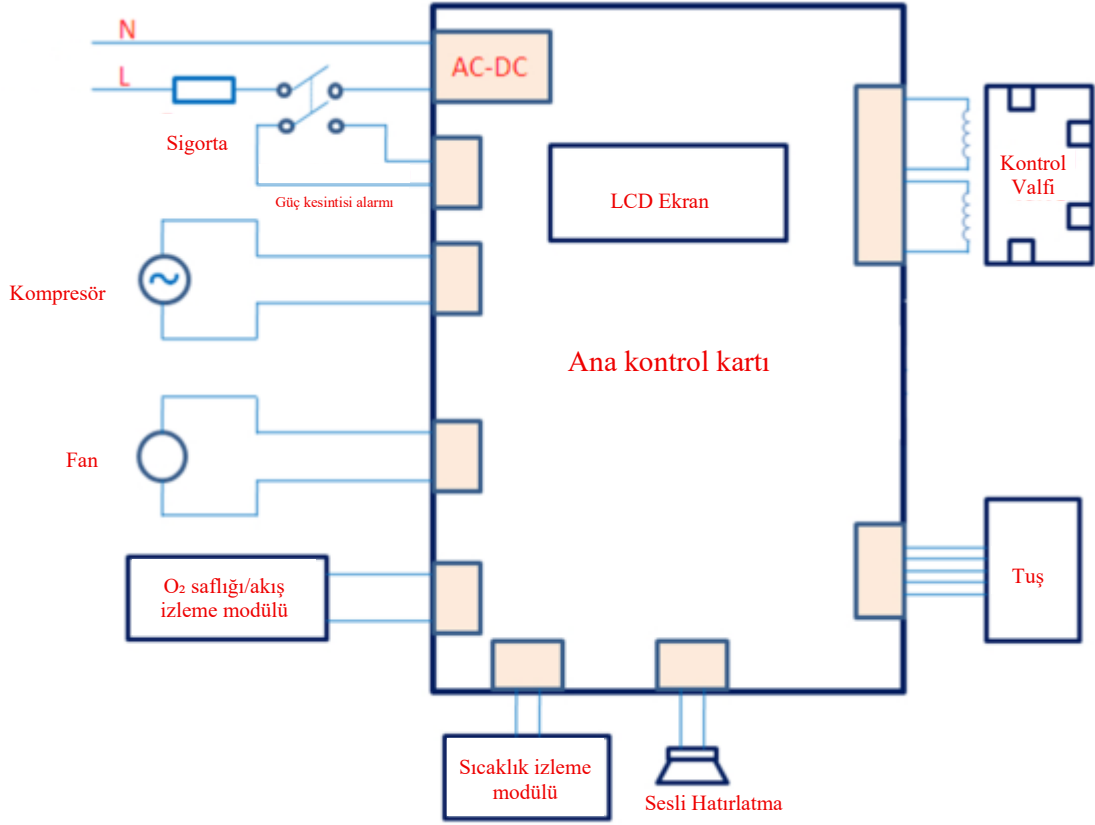 N
AC-DC
L
Sigorta
Güç kesintisi alarmı
LCD Ekran
Kontrol
Valfi
Kompresör
Ana kontrol kartı
Fan
O₂ saflığı/akış
izleme modülü
Tuş
Sıcaklık izleme
modülü
Sesli Hatırlatma